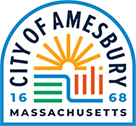 CITY OF AMESBURY
16 68
MASSACHUSETTS